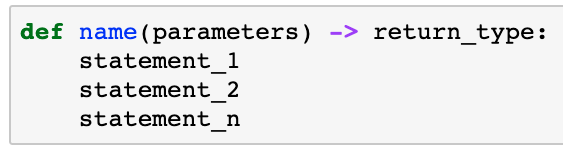 def name(parameters) -> return_type:
    statement_1
    statement_2
    statement_n